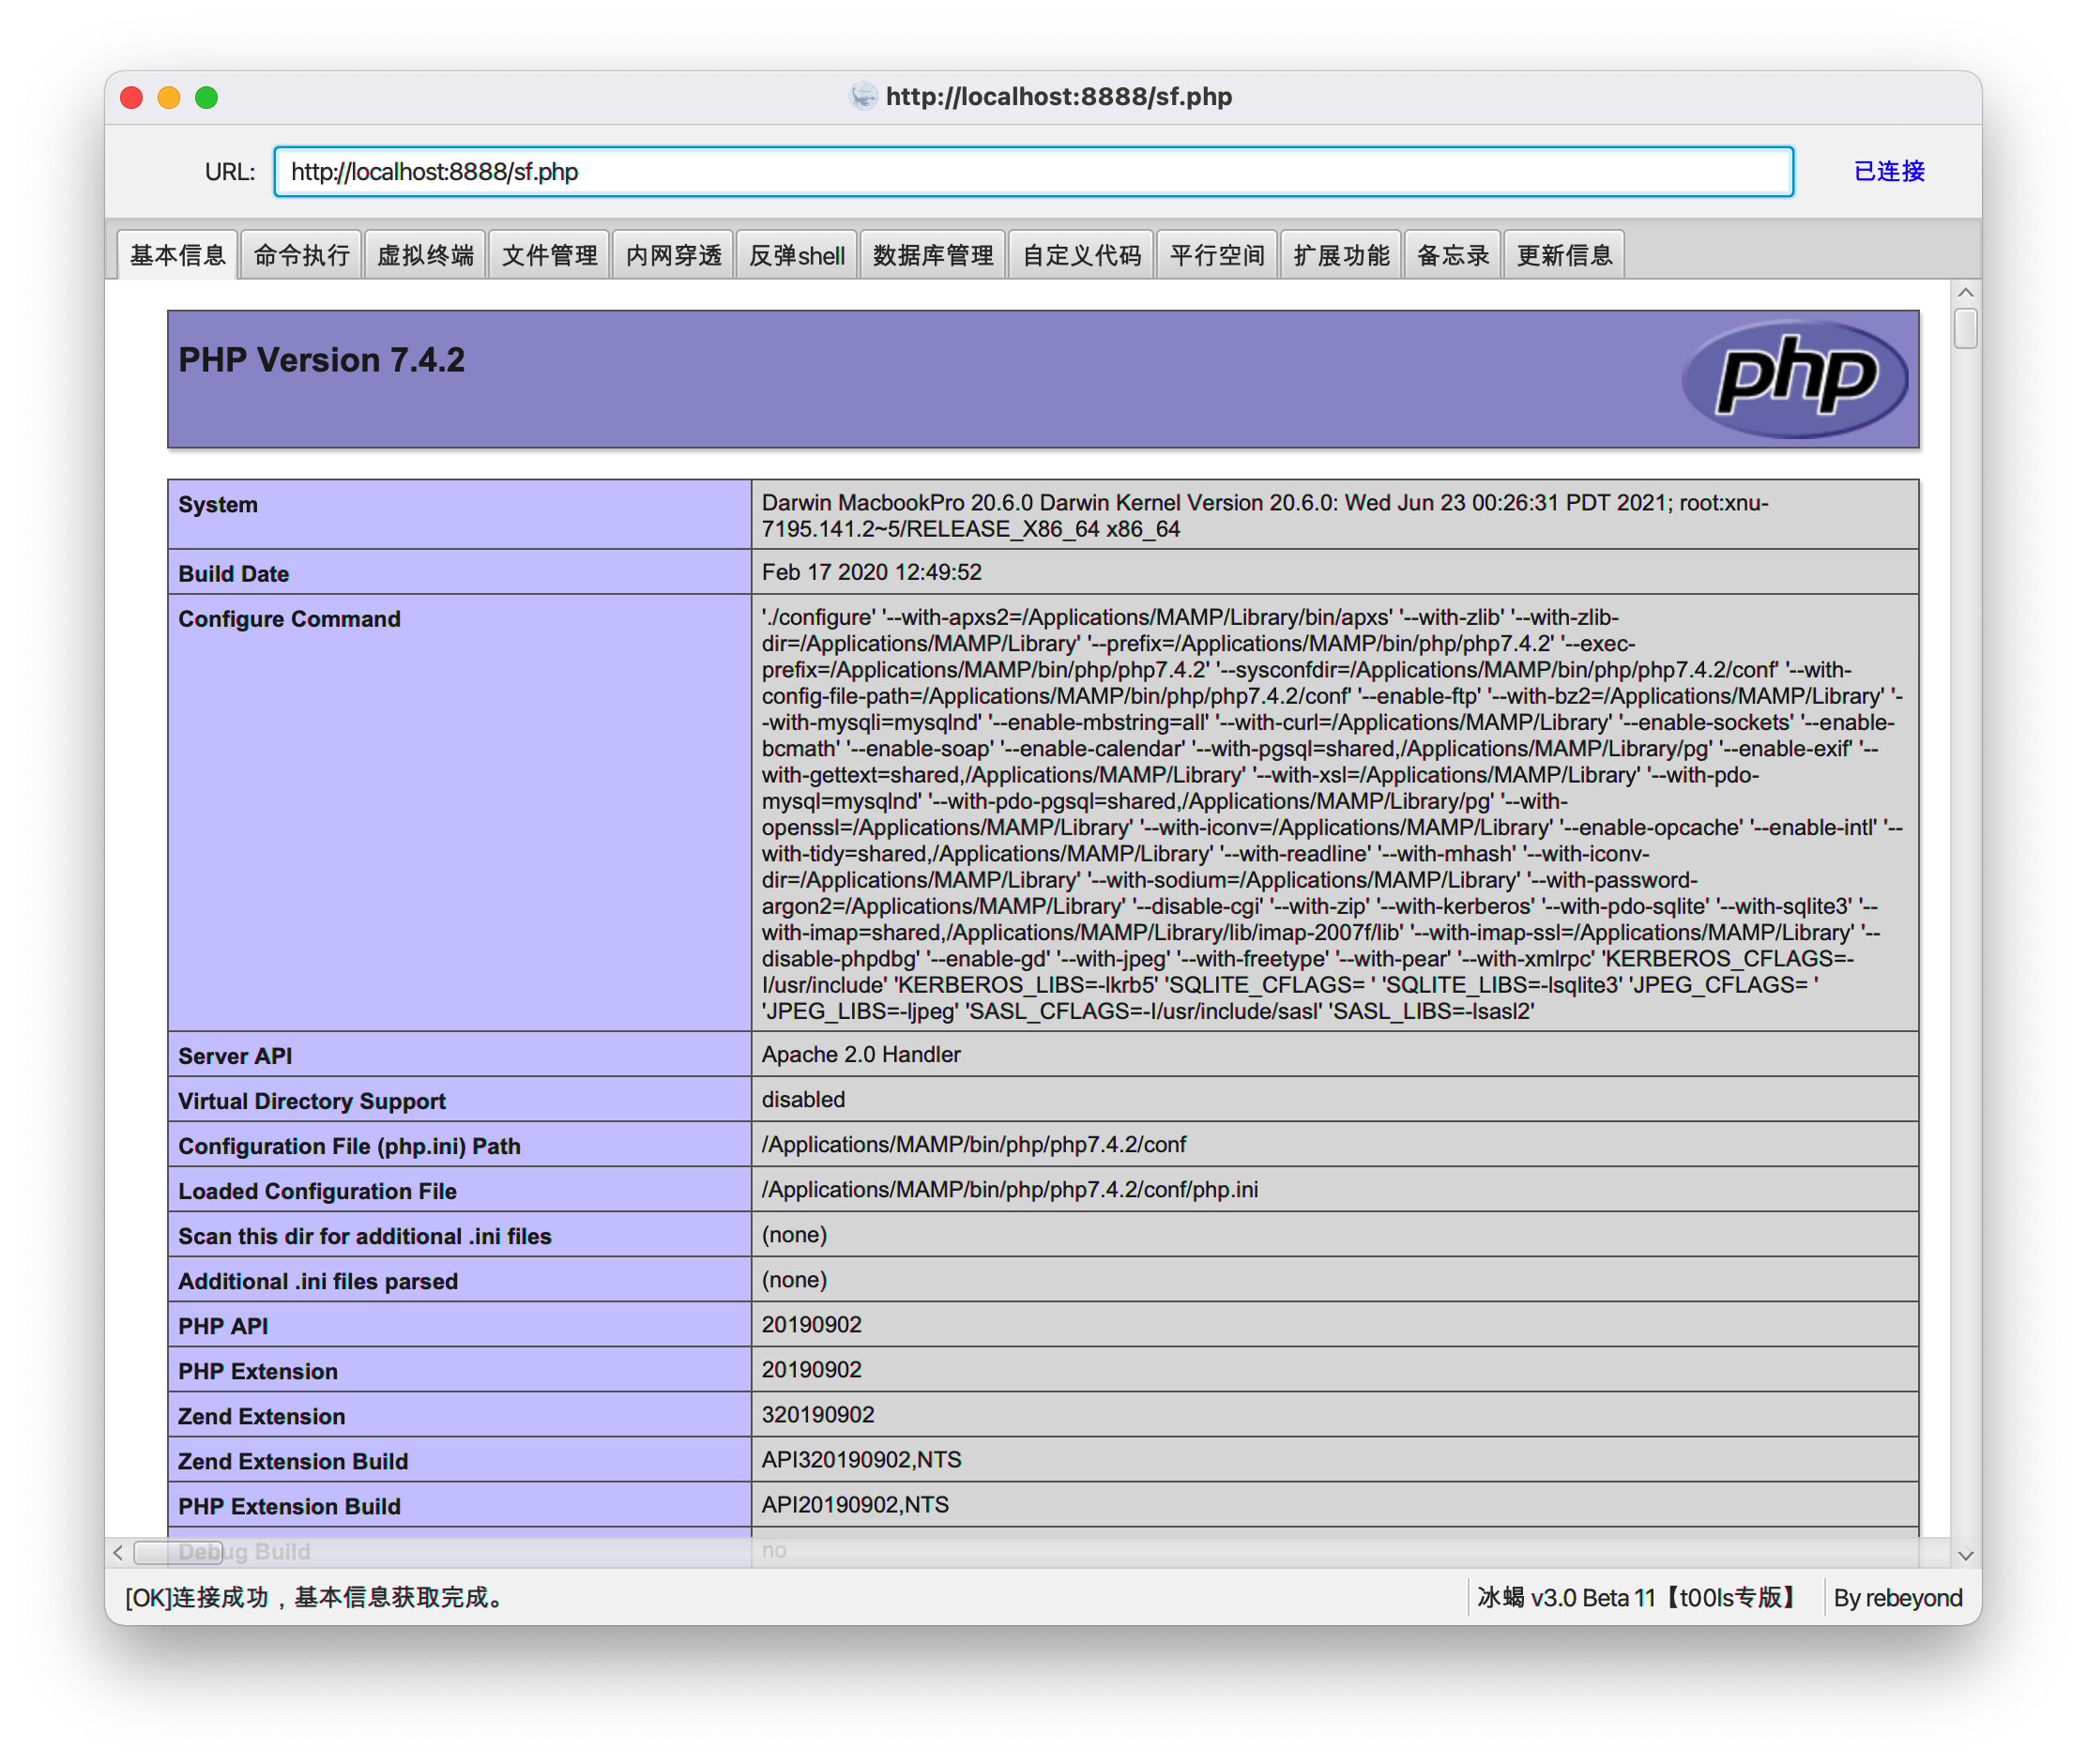 http://localhost:8888/sf.php
URL: http://localhost:8888/sf.php 已连接
基本信息 命令执行 虚拟终端 文件管理 内网穿透 反弹shell 数据库管理 自定义代码 平行空间 扩展功能 备忘录 更新信息
PHP Version 7.4.2 php
System Darwin MacbookPro 20.6.0 Darwin Kernel Version 20.6.0: Wed Jun 23 00:26:31 PDT 2021; root:xnu-
7195.141.2~5/RELEASE_X86_64 x86_64
Build Date Feb 17 2020 12:49:52
Configure Command './configure' '--with-apxs2=/Applications/MAMP/Library/bin/apxs' '--with-zlib' '--with-zlib-
dir=/Applications/MAMP/Library' '--prefix=/Applications/MAMP/bin/php/php7.4.2' '--exec-
prefix=/Applications/MAMP/bin/php/php7.4.2' '--sysconfdir=/Applications/MAMP/bin/php/php7.4.2/conf' '--with-
config-file-path=/Applications/MAMP/bin/php/php7.4.2/conf' '--enable-ftp' '--with-bz2=/Applications/MAMP/Library' '-
-with-mysqli=mysqlnd' '--enable-mbstring=all' '--with-curl=/Applications/MAMP/Library' '--enable-sockets' '--enable-
bcmath' '--enable-soap' '--enable-calendar' '--with-pgsql=shared,/Applications/MAMP/Library/pg' '--enable-exif' '--
with-gettext=shared,/Applications/MAMP/Library' '--with-xsl=/Applications/MAMP/Library' '--with-pdo-
mysql=mysqlnd' '--with-pdo-pgsql=shared,/Applications/MAMP/Library/pg' '--with-
openssl=/Applications/MAMP/Library' '--with-iconv=/Applications/MAMP/Library' '--enable-opcache' '--enable-intl' '--
with-tidy=shared,/Applications/MAMP/Library' '--with-readline' '--with-mhash' '--with-iconv-
dir=/Applications/MAMP/Library' '--with-sodium=/Applications/MAMP/Library' '--with-password-
argon2=/Applications/MAMP/Library' '--disable-cgi' '--with-zip' '--with-kerberos' '--with-pdo-sqlite' '--with-sqlite3' '--
with-imap=shared,/Applications/MAMP/Library/lib/imap-2007f/lib' '--with-imap-ssl=/Applications/MAMP/Library' '--
disable-phpdbg' '--enable-gd' '--with-jpeg' '--with-freetype' '--with-pear' '--with-xmlrpc' 'KERBEROS_CFLAGS=-
I/usr/include' 'KERBEROS_LIBS=-lkrb5' 'SQLITE_CFLAGS= ' 'SQLITE_LIBS=-lsqlite3' 'JPEG_CFLAGS= '
'JPEG_LIBS=-ljpeg' 'SASL_CFLAGS=-I/usr/include/sasl' 'SASL_LIBS=-lsasl2'
Server API Apache 2.0 Handler
Virtual Directory Support disabled
Configuration File (php.ini) Path /Applications/MAMP/bin/php/php7.4.2/conf
Loaded Configuration File /Applications/MAMP/bin/php/php7.4.2/conf/php.ini
Scan this dir for additional .ini files (none)
Additional .ini files parsed (none)
PHP API 20190902
PHP Extension 20190902
Zend Extension 320190902
Zend Extension Build API320190902,NTS
PHP Extension Build API20190902,NTS
Debug Build no
[OK]连接成功，基本信息获取完成。 冰蝎 v3.0 Beta 11【t00ls专版】 By rebeyond